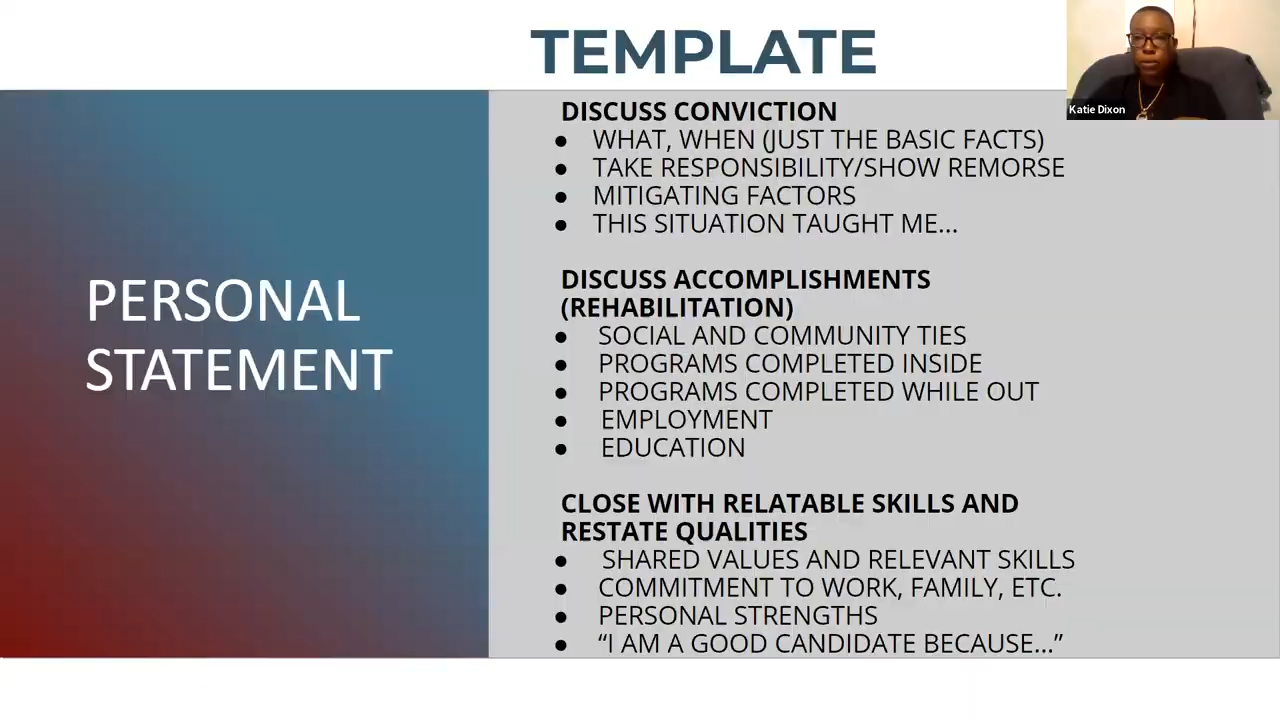 TEMPLATE
Katie Dixon
PERSONAL
STATEMENT
DISCUSS CONVICTION
● WHAT, WHEN (JUST THE BASIC FACTS)
● TAKE RESPONSIBILITY/SHOW REMORSE
● MITIGATING FACTORS
● THIS SITUATION TAUGHT ME...
DISCUSS ACCOMPLISHMENTS
(REHABILITATION)
● SOCIAL AND COMMUNITY TIES
● PROGRAMS COMPLETED INSIDE
● PROGRAMS COMPLETED WHILE OUT
● EMPLOYMENT
● EDUCATION
CLOSE WITH RELATABLE SKILLS AND
RESTATE QUALITIES
● SHARED VALUES AND RELEVANT SKILLS
● COMMITMENT TO WORK, FAMILY, ETC.
● PERSONAL STRENGTHS
● “I AM A GOOD CANDIDATE BECAUSE...”